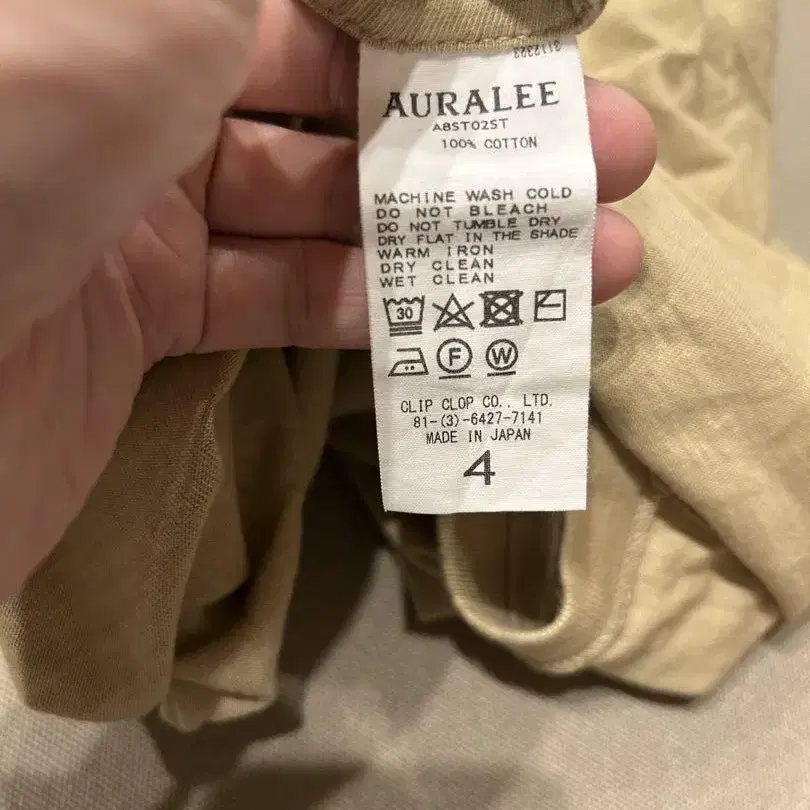 3112323
AURALEE
A8ST02ST
100% COTTON
MACHINE WASH COLD
DO NOT BLEACH
DO NOT TUMBLE DRY
DRY FLAT IN THE SHADE
WARM IRON
DRY CLEAN
WET CLEAN
30
F W
CLIP CLOP CO., LTD.
81-(3)-6427-7141
MADE IN JAPAN
4